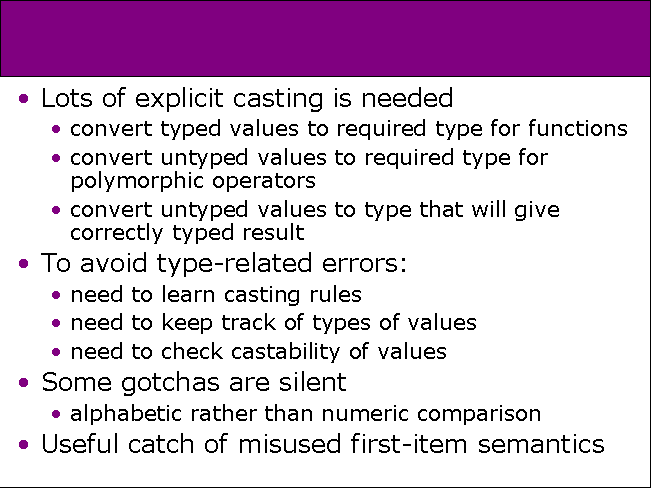 • Lots of explicit casting is needed
• convert typed values to required type for functions
• convert untyped values to required type for
polymorphic operators
• convert untyped values to type that will give
correctly typed result
• To avoid type-related errors:
• need to learn casting rules
• need to keep track of types of values
• need to check castability of values
• Some gotchas are silent
• alphabetic rather than numeric comparison
• Useful catch of misused first-item semantics